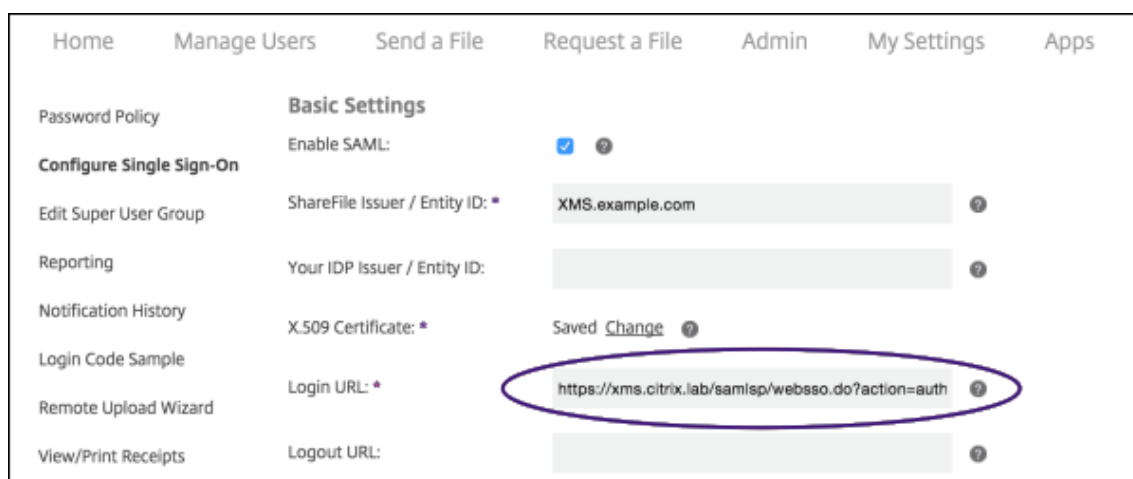 Home Manage Users Send a File Request a File Admin My Settings Apps
Password Policy
Configure Single Sign-On
Edit Super User Group
Reporting
Notification History
Login Code Sample
Remote Upload Wizard
View/Print Receipts
Basic Settings
Enable SAML: ?
ShareFile Issuer / Entity ID: * XMS.example.com ?
Your IDP Issuer / Entity ID: ?
X.509 Certificate: * Saved Change ?
Login URL: * https://xms.citrix.lab/samlsp/websso.do?action=auth ?
Logout URL: ?